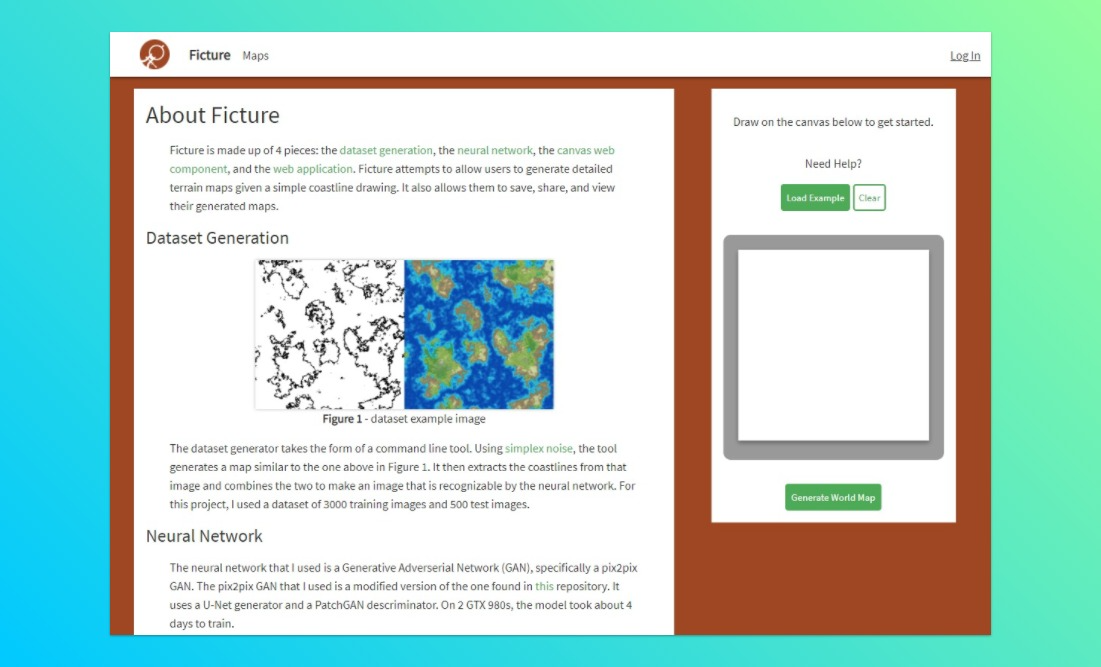 Ficture Maps Log In
About Ficture
Ficture is made up of 4 pieces: the dataset generation, the neural network, the canvas web
component, and the web application. Ficture attempts to allow users to generate detailed
terrain maps given a simple coastline drawing. It also allows them to save, share, and view
their generated maps.
Dataset Generation
Figure 1 - dataset example image
The dataset generator takes the form of a command line tool. Using simplex noise, the tool
generates a map similar to the one above in Figure 1. It then extracts the coastlines from that
image and combines the two to make an image that is recognizable by the neural network. For
this project, I used a dataset of 3000 training images and 500 test images.
Neural Network
The neural network that I used is a Generative Adverserial Network (GAN), specifically a pix2pix
GAN. The pix2pix GAN that I used is a modified version of the one found in this repository. It
uses a U-Net generator and a PatchGAN descriminator. On 2 GTX 980s, the model took about 4
days to train.
Draw on the canvas below to get started.
Need Help?
Load Example Clear
Generate World Map